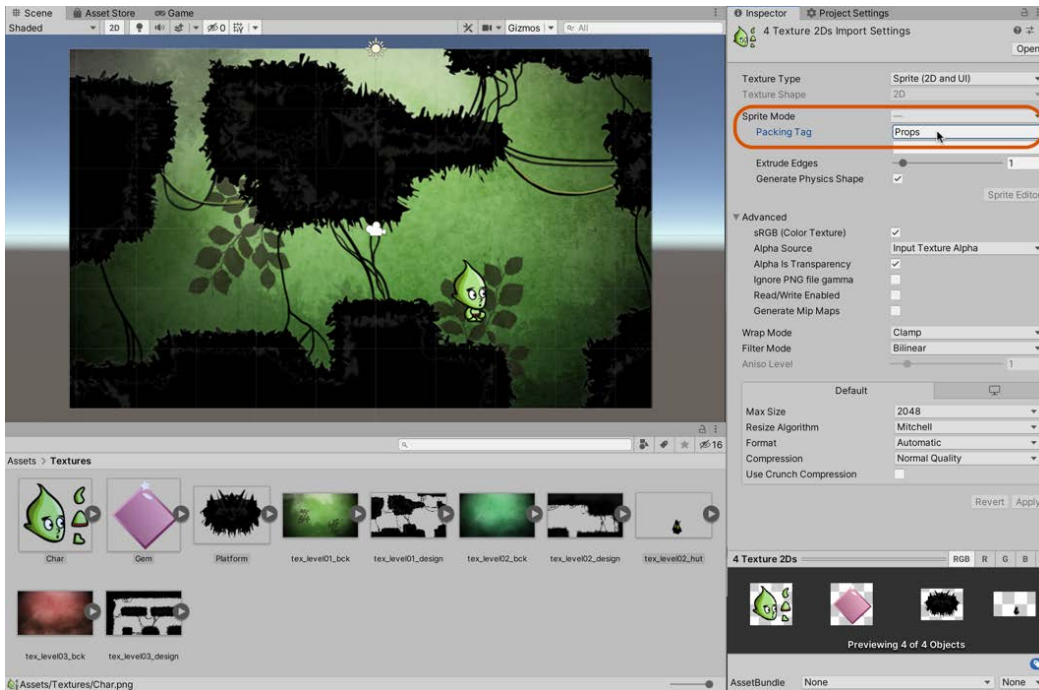 Scene Asset Store Game
Shaded 2D 0 Gizmos All
Inspector Project Settings
4 Texture 2Ds Import Settings
Open
Texture Type Sprite (2D and UI)
Texture Shape 2D
Sprite Mode —
Packing Tag Props
Extrude Edges 1
Generate Physics Shape
Sprite Editor
Advanced
sRGB (Color Texture)
Alpha Source Input Texture Alpha
Alpha Is Transparency
Ignore PNG file gamma
Read/Write Enabled
Generate Mip Maps
Wrap Mode Clamp
Filter Mode Bilinear
Aniso Level 1
Default
Max Size 2048
Resize Algorithm Mitchell
Format Automatic
Compression Normal Quality
Use Crunch Compression
Revert Apply
16
Assets > Textures
Char Gem Platform tex_level01_bck tex_level01_design tex_level02_bck tex_level02_design tex_level02_hut
tex_level03_bck tex_level03_design
Assets/Textures/Char.png
4 Texture 2Ds RGB R G B
Previewing 4 of 4 Objects
AssetBundle None None